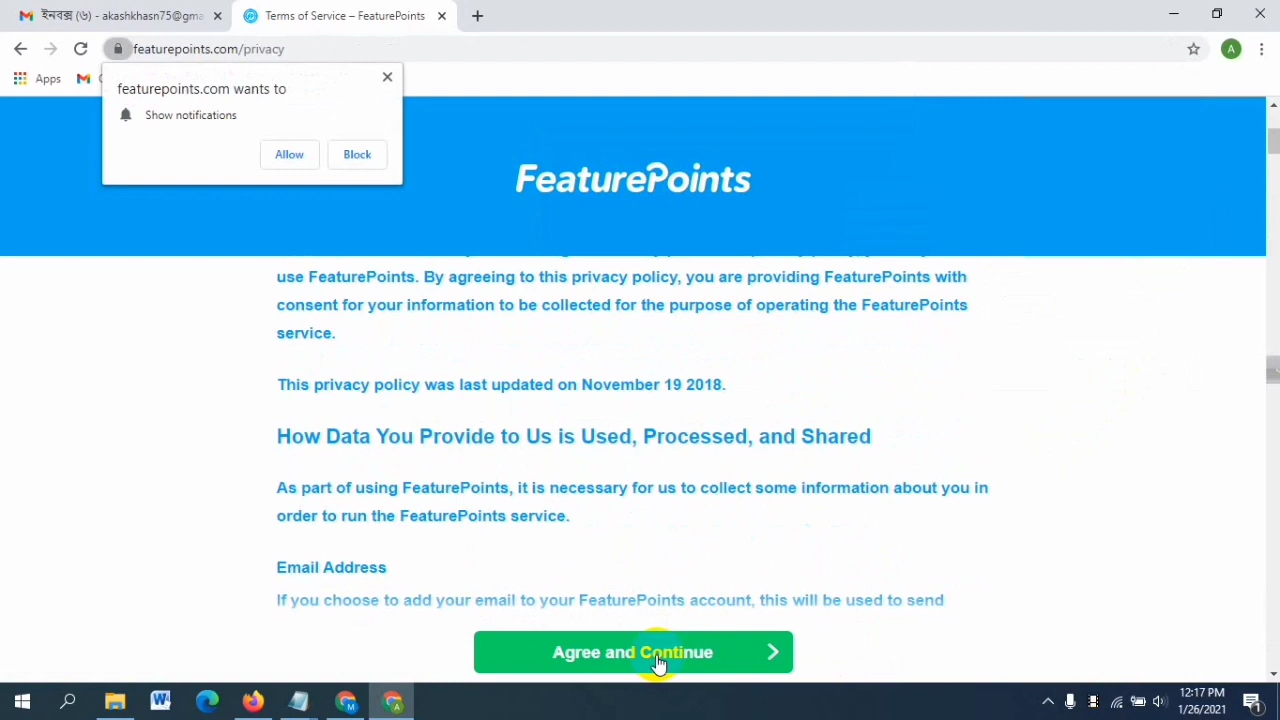 ইনবক্স (৬) - akashkhasn75@gma
Terms of Service – FeaturePoints
featurepoints.com/privacy
A
Apps
featurepoints.com wants to
Show notifications
Allow
Block
FeaturePoints
use FeaturePoints. By agreeing to this privacy policy, you are providing FeaturePoints with
consent for your information to be collected for the purpose of operating the FeaturePoints
service.
This privacy policy was last updated on November 19 2018.
How Data You Provide to Us is Used, Processed, and Shared
As part of using FeaturePoints, it is necessary for us to collect some information about you in
order to run the FeaturePoints service.
Email Address
If you choose to add your email to your FeaturePoints account, this will be used to send
Agree and Continue
12:17 PM
1/26/2021